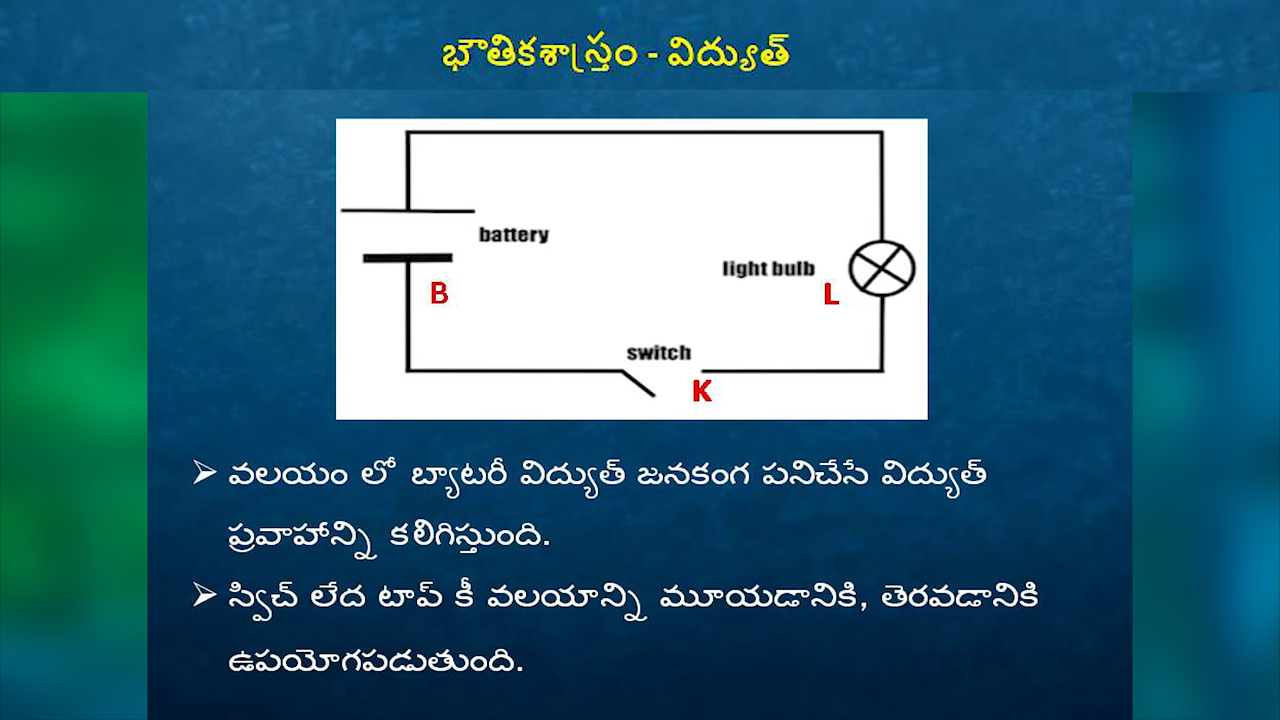 భౌతికశాస్త్రం - విద్యుత్
battery
B
light bulb
L
switch
K
➢ వలయం లో బ్యాటరీ విద్యుత్ జనకంగ పనిచేసే విద్యుత్
ప్రవాహాన్ని కలిగిస్తుంది.
➢ స్విచ్ లేద టాప్ కీ వలయాన్ని మూయడానికి, తెరవడానికి
ఉపయోగపడుతుంది.